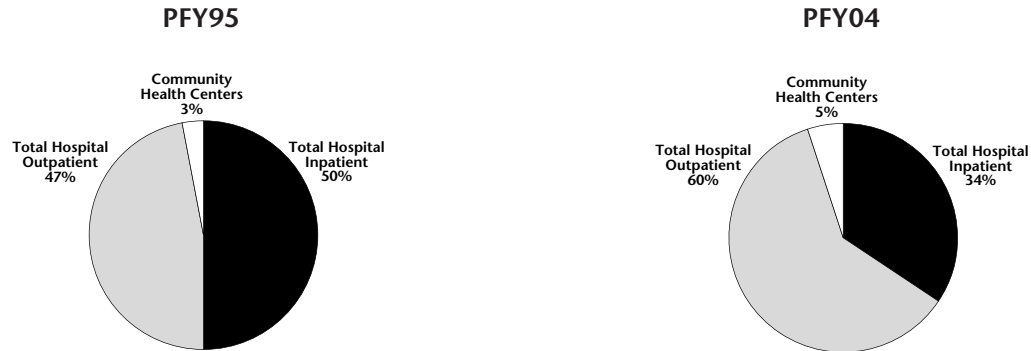 PFY95
Community
Health Centers
3%
Total Hospital
Outpatient
47%
Total Hospital
Inpatient
50%
PFY04
Community
Health Centers
5%
Total Hospital
Outpatient
60%
Total Hospital
Inpatient
34%